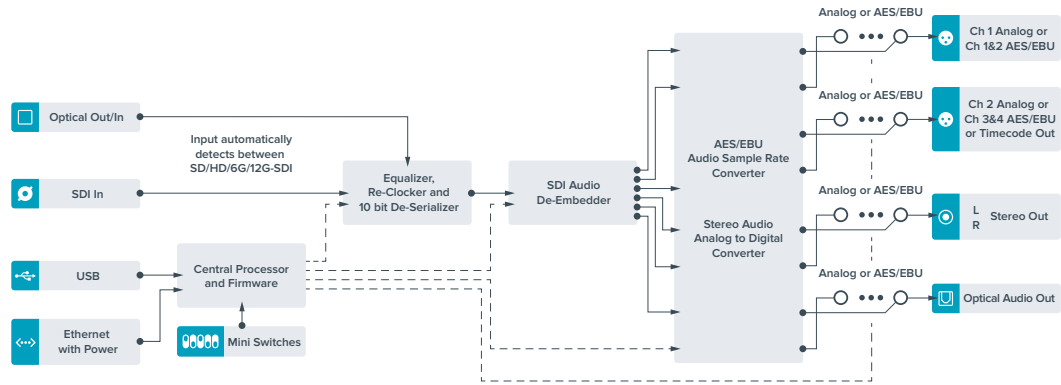 Optical Out/In
SDI In
USB
Ethernet
with Power
Input automatically
detects between
SD/HD/6G/12G-SDI
Central Processor
and Firmware
Mini Switches
Equalizer,
Re-Clocker and
10 bit De-Serializer
SDI Audio
De-Embedder
AES/EBU
Audio Sample Rate
Converter
Stereo Audio
Analog to Digital
Converter
Analog or AES/EBU
Ch 1 Analog or
Ch 1&2 AES/EBU
Analog or AES/EBU
Ch 2 Analog or
Ch 3&4 AES/EBU
or Timecode Out
Analog or AES/EBU
L
R
Stereo Out
Analog or AES/EBU
Optical Audio Out